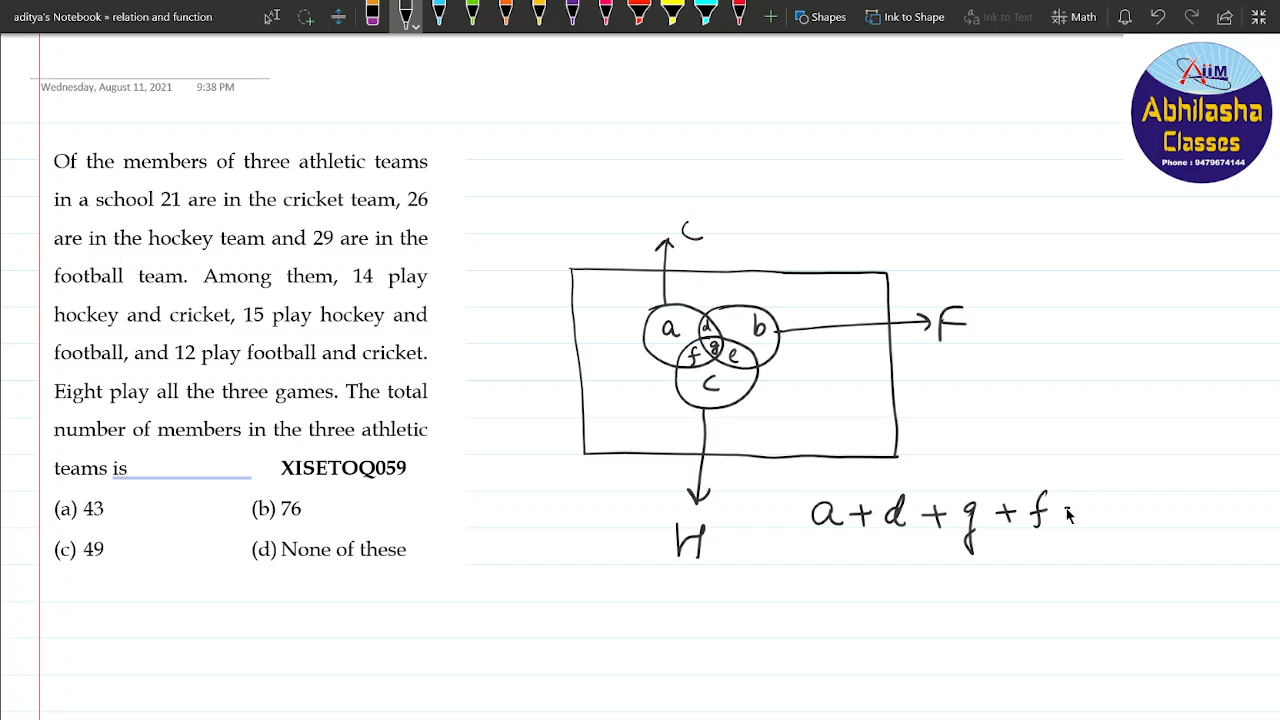 aditya's Notebook » relation and function
Shapes
Ink to Shape
Ink to Text
Math
Wednesday, August 11, 2021 9:38 PM
AIIM
Abhilasha
Classes
Phone : 9479674144
Of the members of three athletic teams
in a school 21 are in the cricket team, 26
are in the hockey team and 29 are in the
football team. Among them, 14 play
hockey and cricket, 15 play hockey and
football, and 12 play football and cricket.
Eight play all the three games. The total
number of members in the three athletic
teams is XISETOQ059
(a) 43 (b) 76
(c) 49 (d) None of these
C
a d b
F
f g e
c
H
a + d + g + f